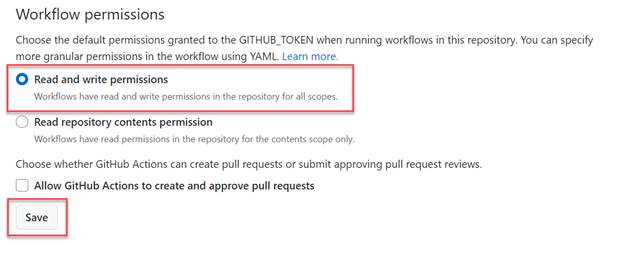 Workflow permissions
Choose the default permissions granted to the GITHUB_TOKEN when running workflows in this repository. You can specify
more granular permissions in the workflow using YAML. Learn more.
Read and write permissions
Workflows have read and write permissions in the repository for all scopes.
Read repository contents permission
Workflows have read permissions in the repository for the contents scope only.
Choose whether GitHub Actions can create pull requests or submit approving pull request reviews.
Allow GitHub Actions to create and approve pull requests
Save